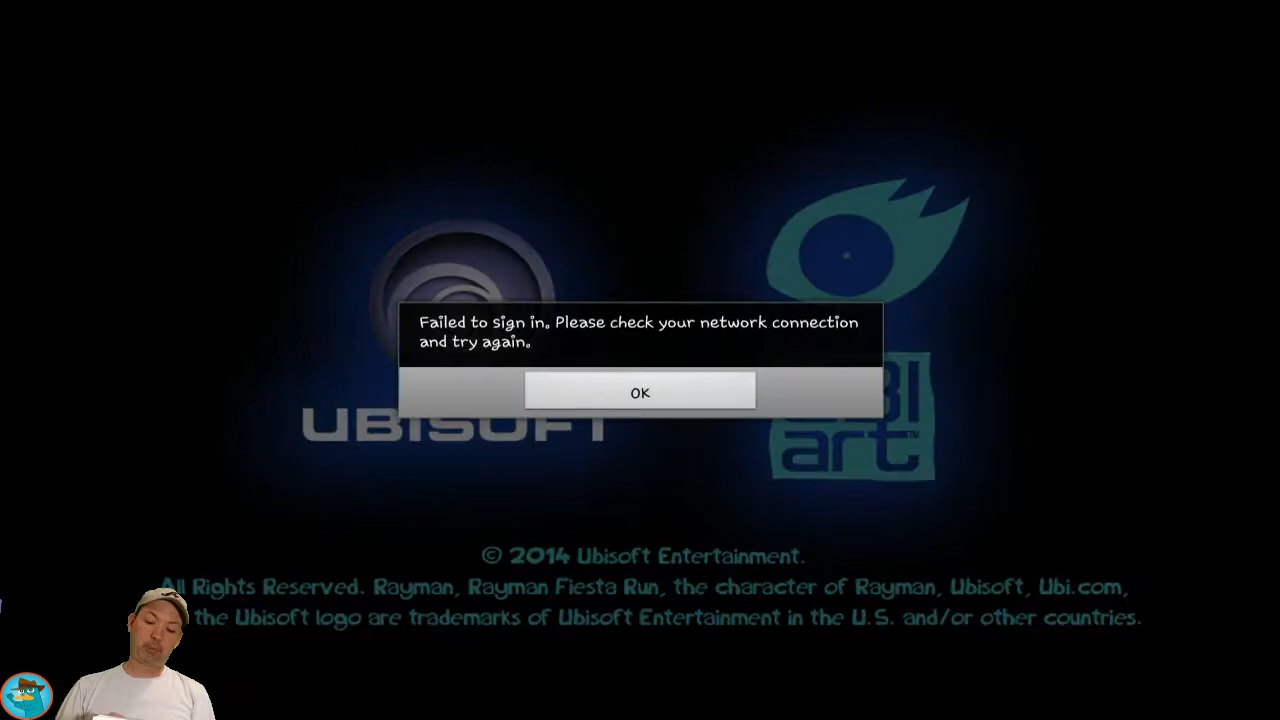 Failed to sign in. Please check your network connection
and try again.
OK
UBISOFT
art
© 2014 Ubisoft Entertainment.
All Rights Reserved. Rayman, Rayman Fiesta Run, the character of Rayman, Ubisoft, Ubi.com,
the Ubisoft logo are trademarks of Ubisoft Entertainment in the U.S. and/or other countries.